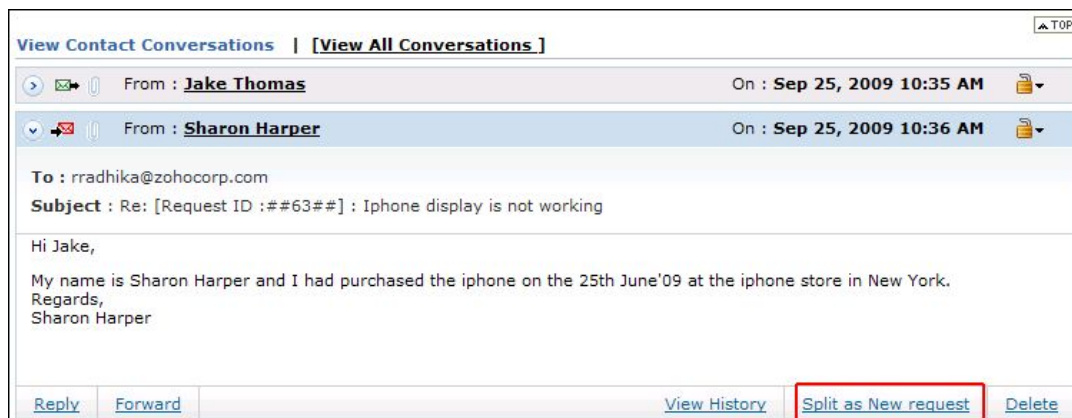 TOP
View Contact Conversations | [View All Conversations ]
From : Jake Thomas On : Sep 25, 2009 10:35 AM
From : Sharon Harper On : Sep 25, 2009 10:36 AM
To : rradhika@zohocorp.com
Subject : Re: [Request ID :##63##] : Iphone display is not working
Hi Jake,
My name is Sharon Harper and I had purchased the iphone on the 25th June'09 at the iphone store in New York.
Regards,
Sharon Harper
Reply Forward View History Split as New request Delete